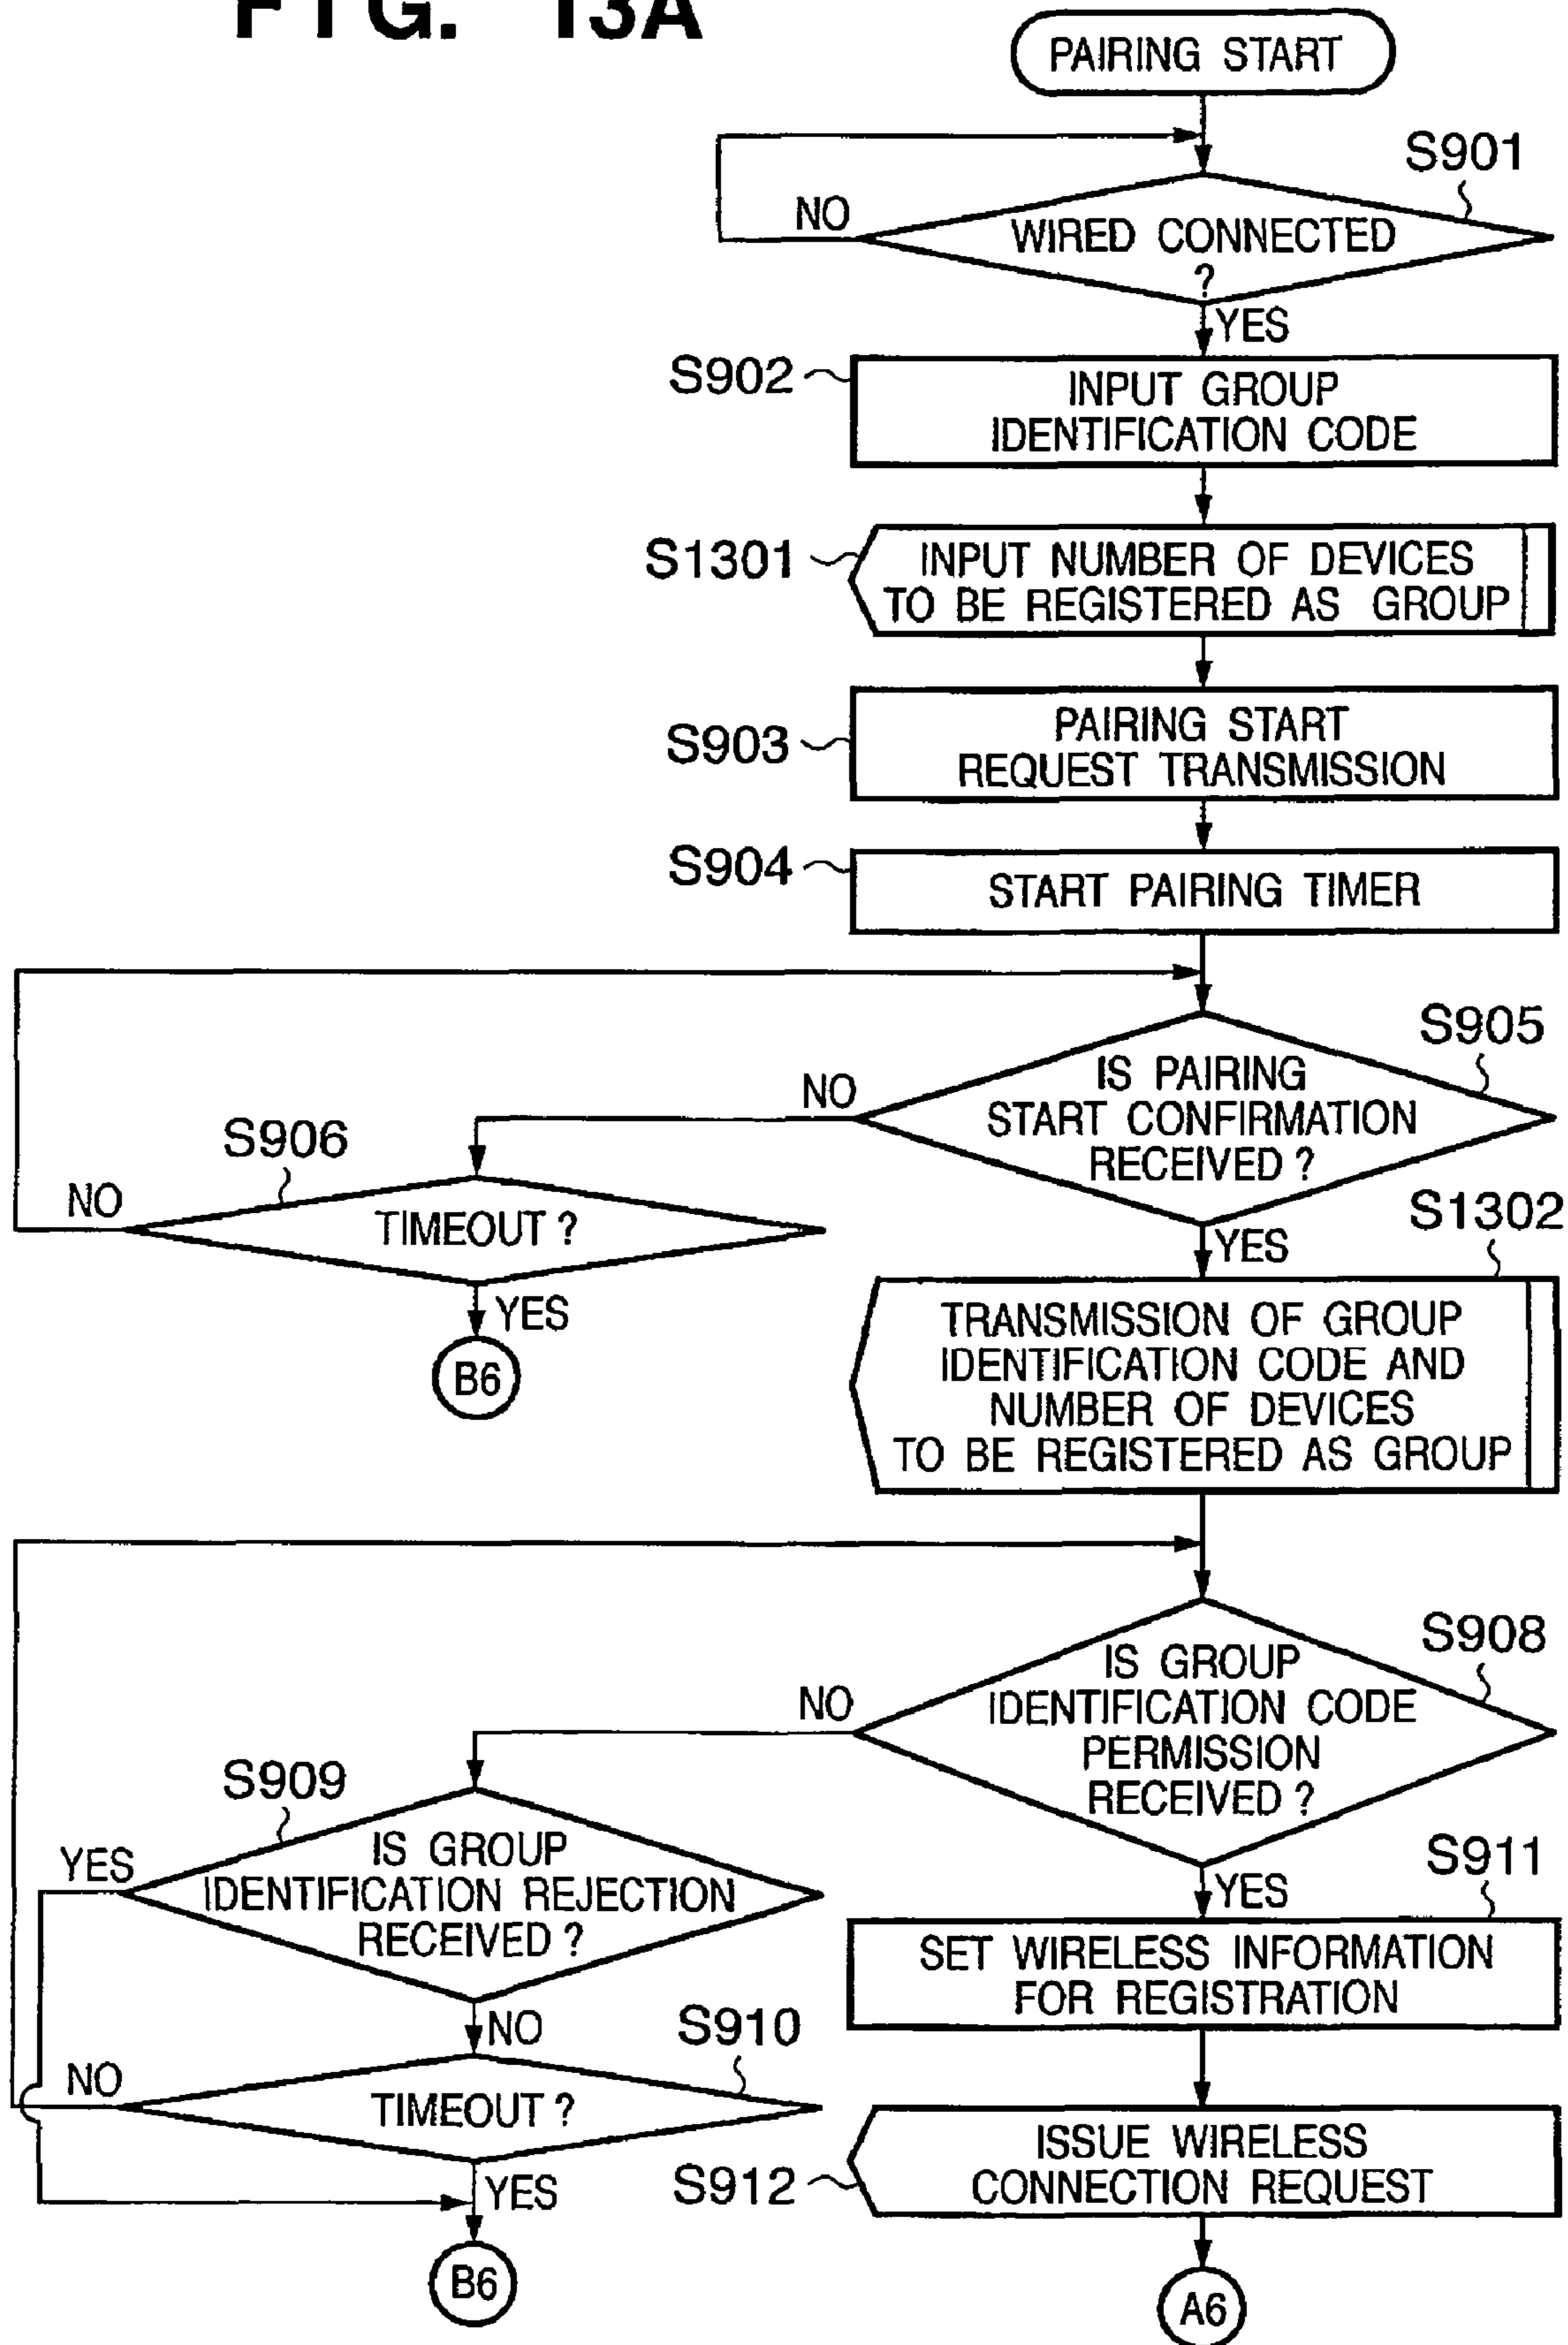 FIG. 13A
PAIRING START
S901
NO
WIRED CONNECTED
?
YES
S902
INPUT GROUP
IDENTIFICATION CODE
S1301
INPUT NUMBER OF DEVICES
TO BE REGISTERED AS GROUP
S903
PAIRING START
REQUEST TRANSMISSION
S904
START PAIRING TIMER
S905
IS PAIRING
START CONFIRMATION
RECEIVED ?
NO
S906
NO
TIMEOUT ?
YES
B6
YES
S1302
TRANSMISSION OF GROUP
IDENTIFICATION CODE AND
NUMBER OF DEVICES
TO BE REGISTERED AS GROUP
S908
IS GROUP
IDENTIFICATION CODE
PERMISSION
RECEIVED ?
NO
S909
YES
IS GROUP
IDENTIFICATION REJECTION
RECEIVED ?
NO
S910
NO
TIMEOUT ?
YES
B6
YES
S911
SET WIRELESS INFORMATION
FOR REGISTRATION
S912
ISSUE WIRELESS
CONNECTION REQUEST
A6